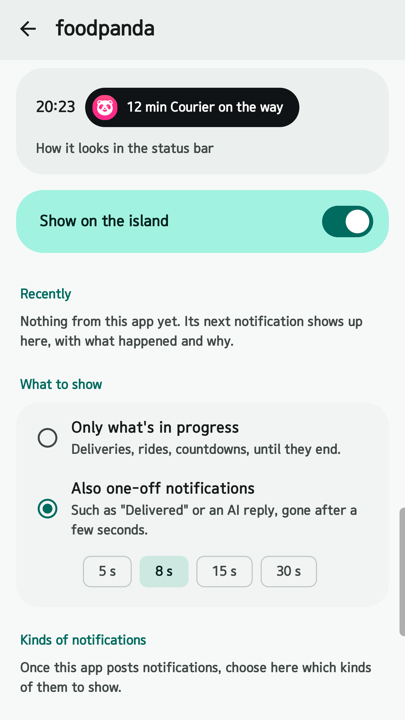 foodpanda
20:23
12 min Courier on the way
How it looks in the status bar
Show on the island
Recently
Nothing from this app yet. Its next notification shows up
here, with what happened and why.
What to show
Only what's in progress
Deliveries, rides, countdowns, until they end.
Also one-off notifications
Such as "Delivered" or an AI reply, gone after a
few seconds.
5 s
8 s
15 s
30 s
Kinds of notifications
Once this app posts notifications, choose here which kinds
of them to show.